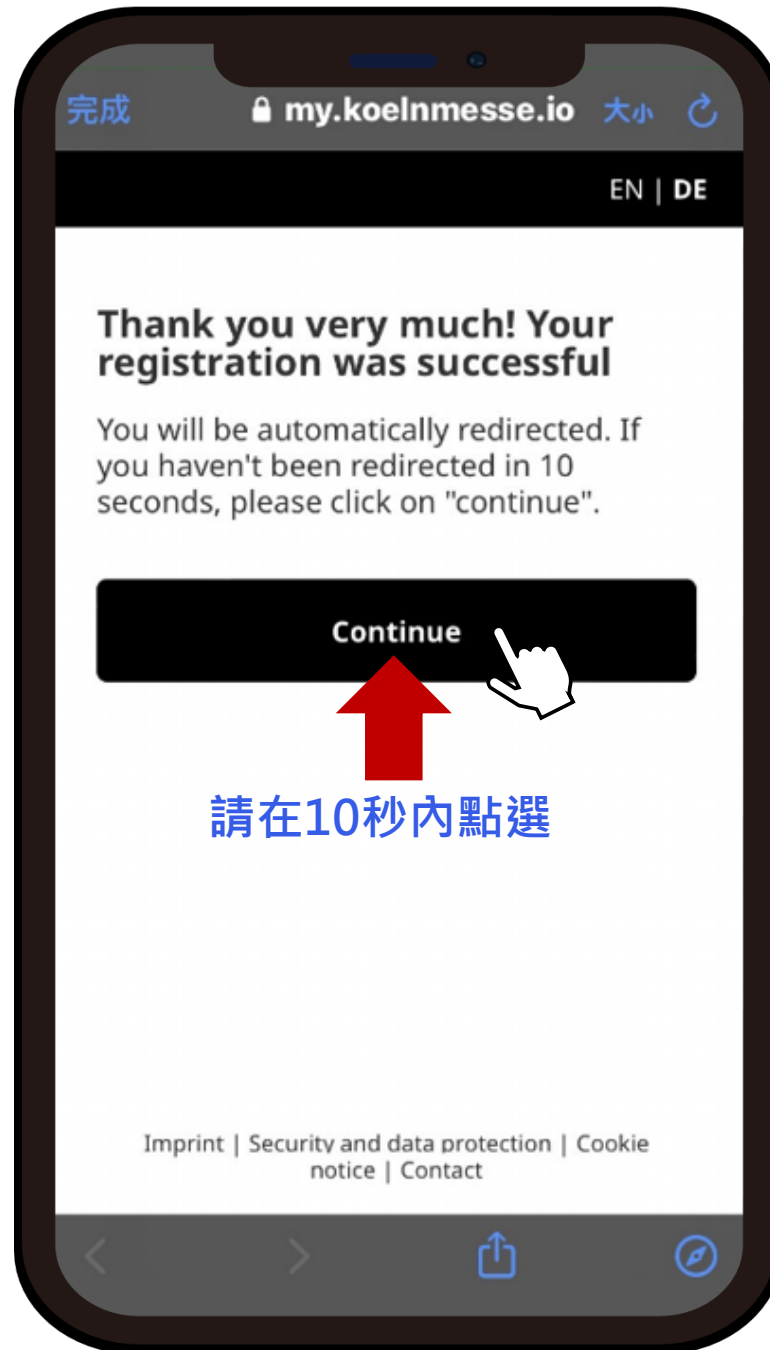 完成 my.koelnmesse.io 大小
EN | DE
Thank you very much! Your
registration was successful
You will be automatically redirected. If
you haven't been redirected in 10
seconds, please click on "continue".
Continue
請在10秒內點選
Imprint | Security and data protection | Cookie
notice | Contact